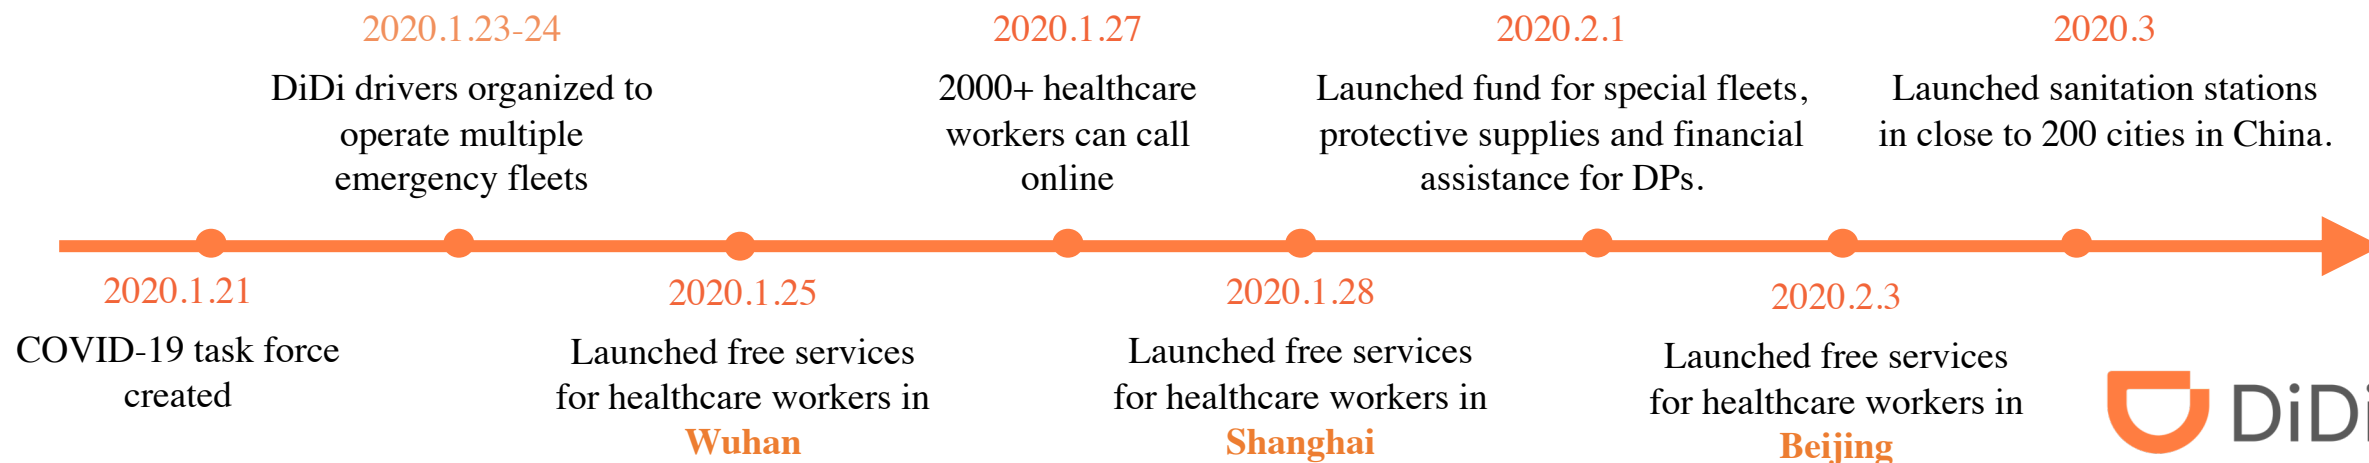 2020.1.23-24
DiDi drivers organized to
operate multiple
emergency fleets
2020.1.27
2000+ healthcare
workers can call
online
2020.2.1
Launched fund for special fleets,
protective supplies and financial
assistance for DPs.
2020.3
Launched sanitation stations
in close to 200 cities in China.
2020.1.21
COVID-19 task force
created
2020.1.25
Launched free services
for healthcare workers in
Wuhan
2020.1.28
Launched free services
for healthcare workers in
Shanghai
2020.2.3
Launched free services
for healthcare workers in
Beijing
DiDi